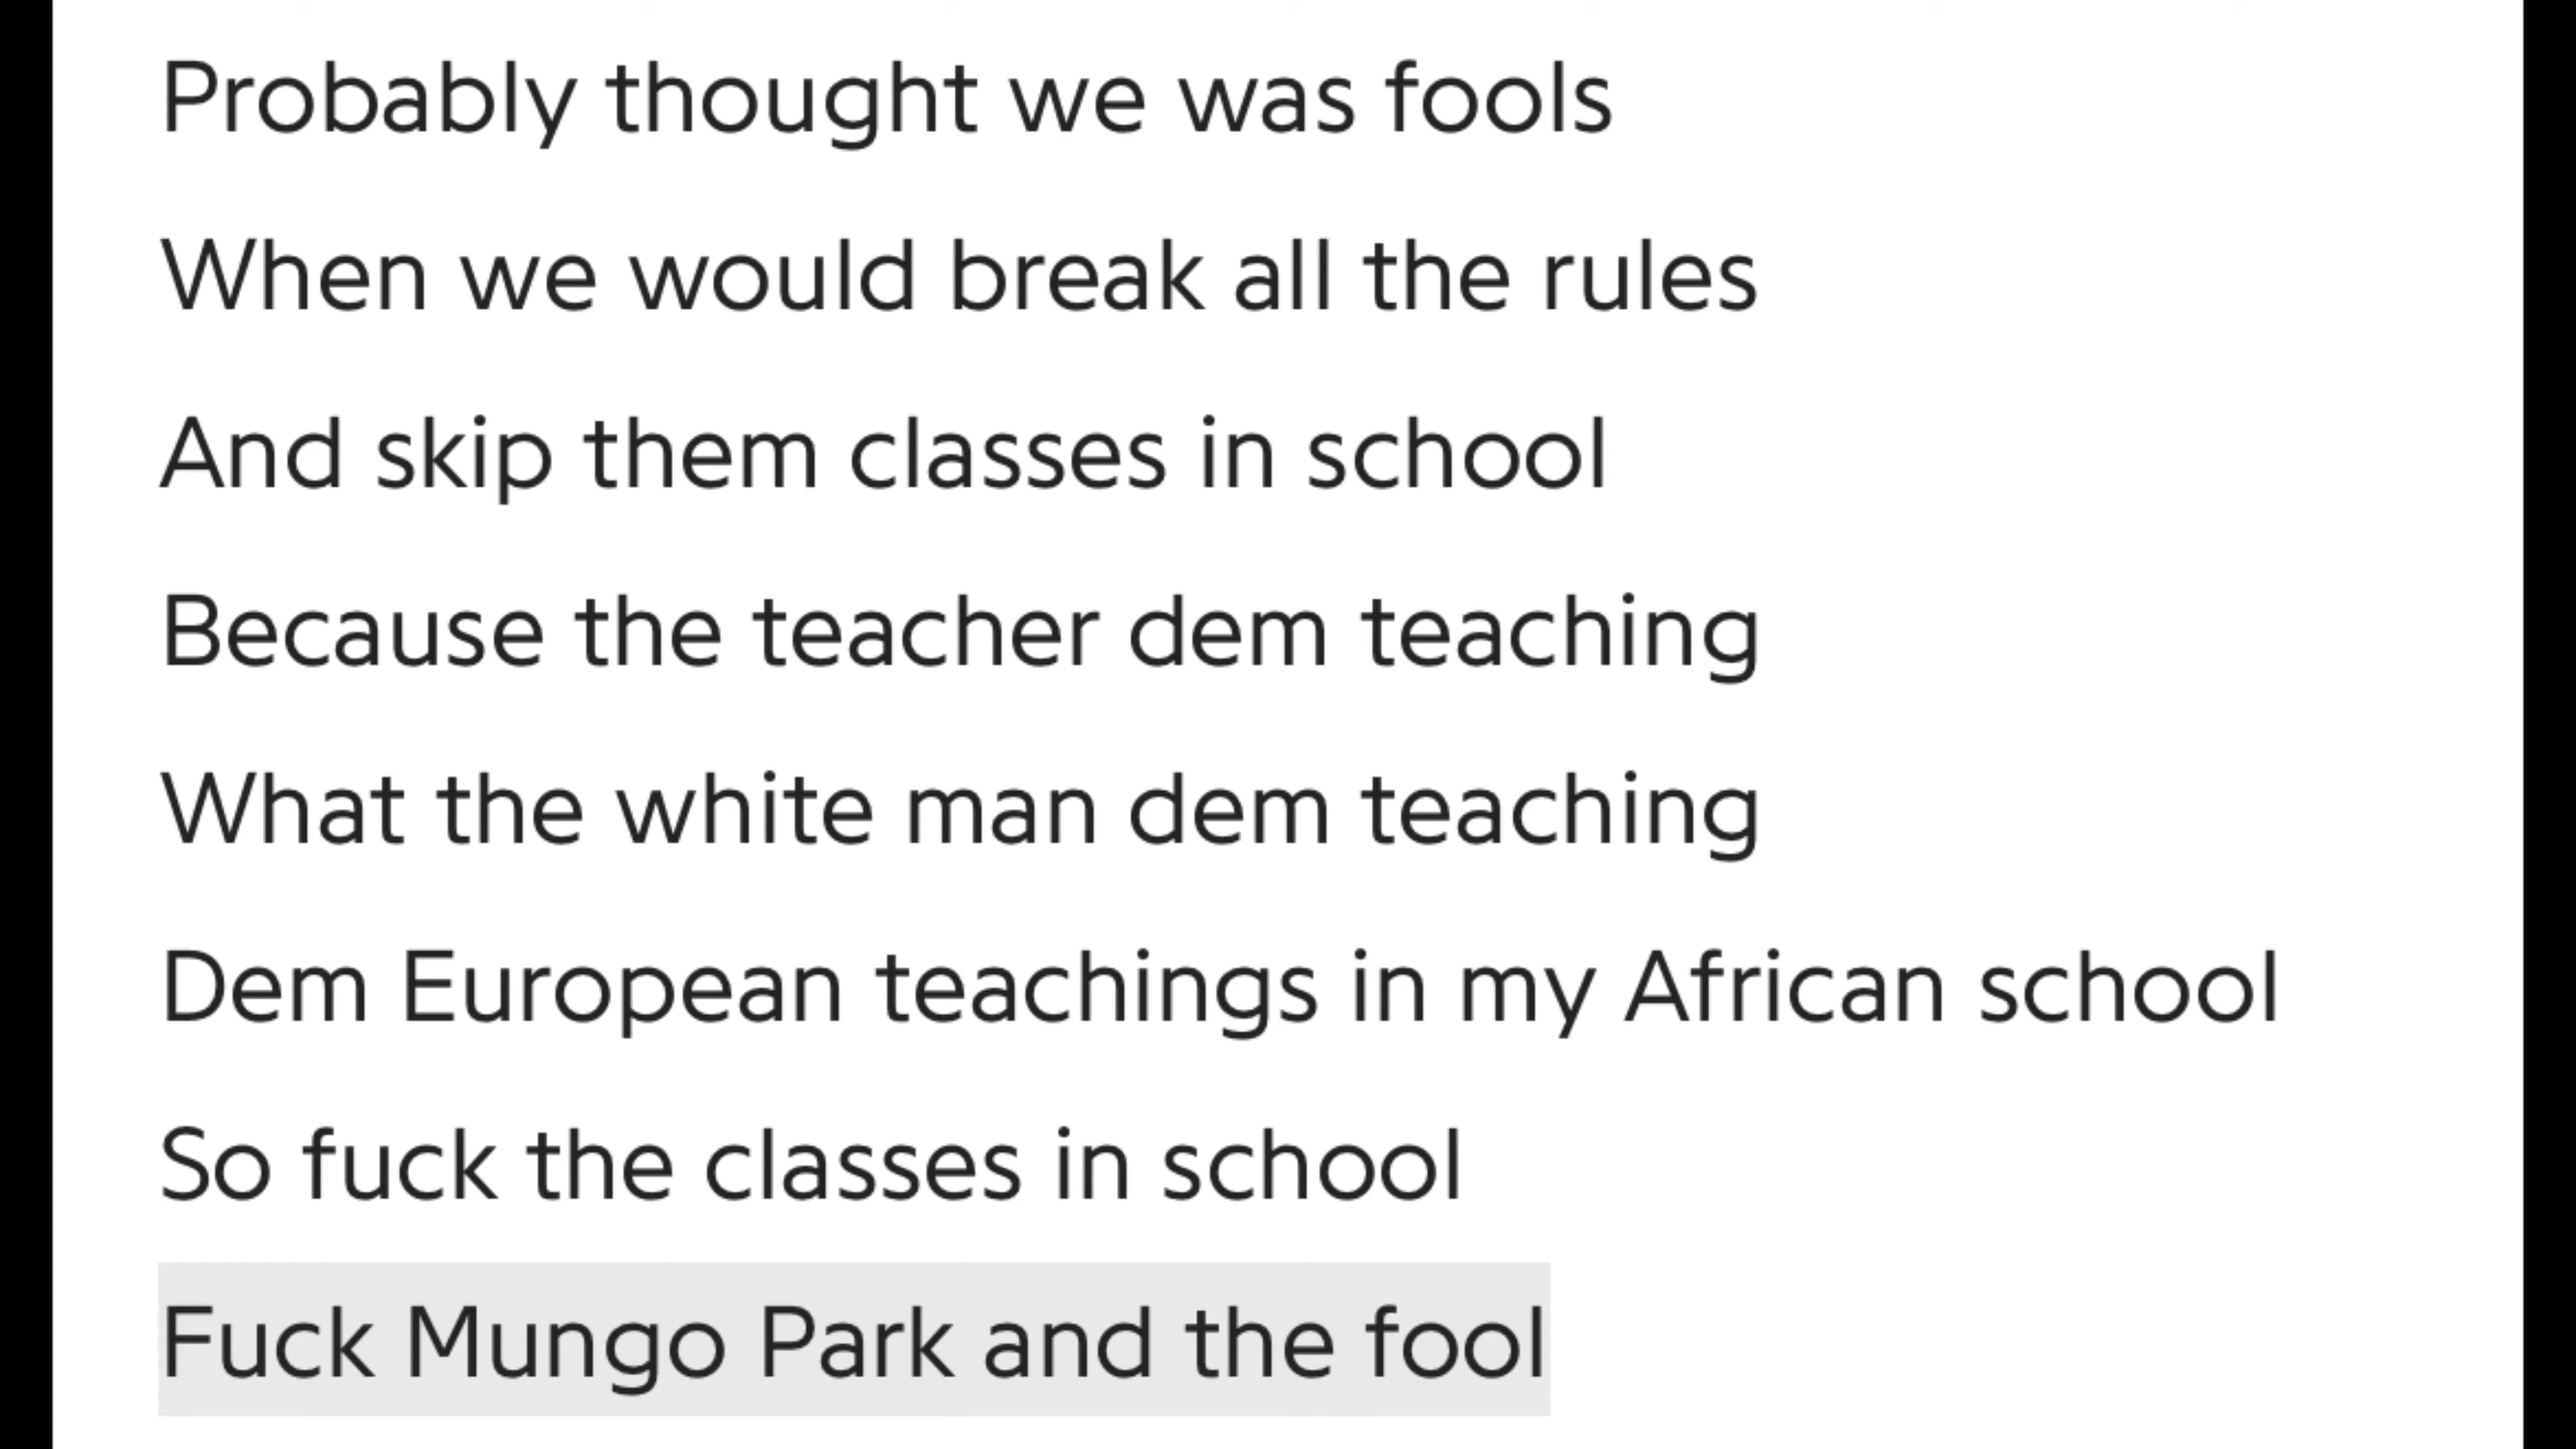 Probably thought we was fools
When we would break all the rules
And skip them classes in school
Because the teacher dem teaching
What the white man dem teaching
Dem European teachings in my African school
So fuck the classes in school
Fuck Mungo Park and the fool